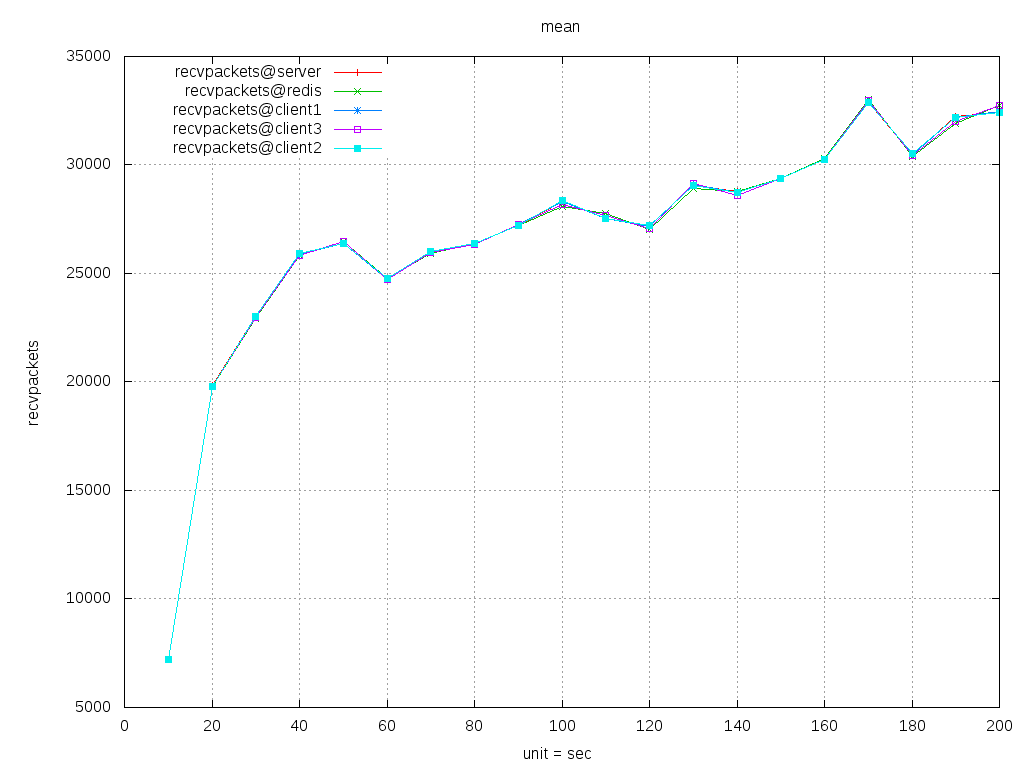 mean
35000
30000
25000
20000
15000
10000
5000
recvpackets
recvpackets@server
recvpackets@redis
recvpackets@client1
recvpackets@client3
recvpackets@client2
0 20 40 60 80 100 120 140 160 180 200
unit = sec